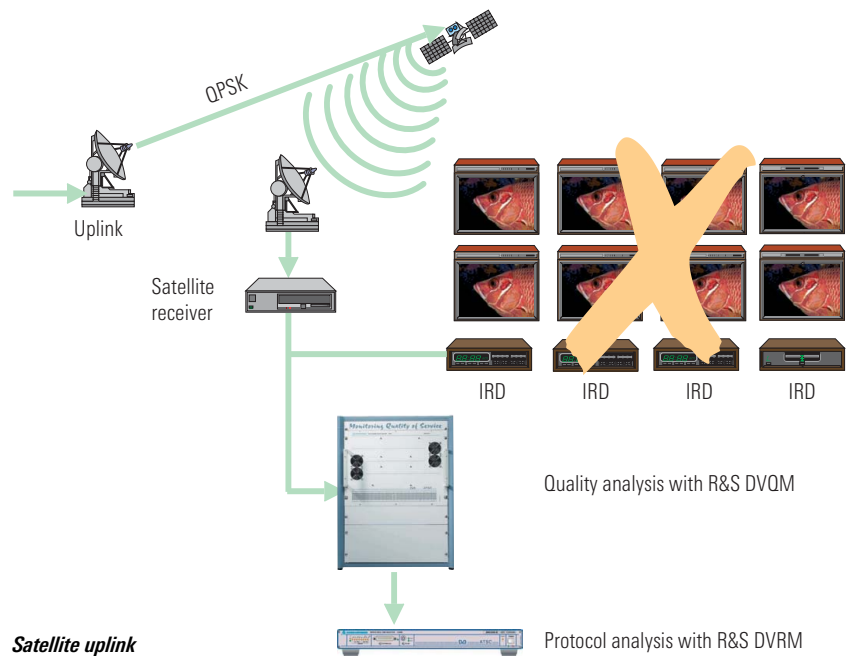 QPSK
Uplink
Satellite
receiver
IRD
IRD
IRD
IRD
Monitoring Quality of Service
Quality analysis with R&S DVQM
Satellite uplink
Protocol analysis with R&S DVRM